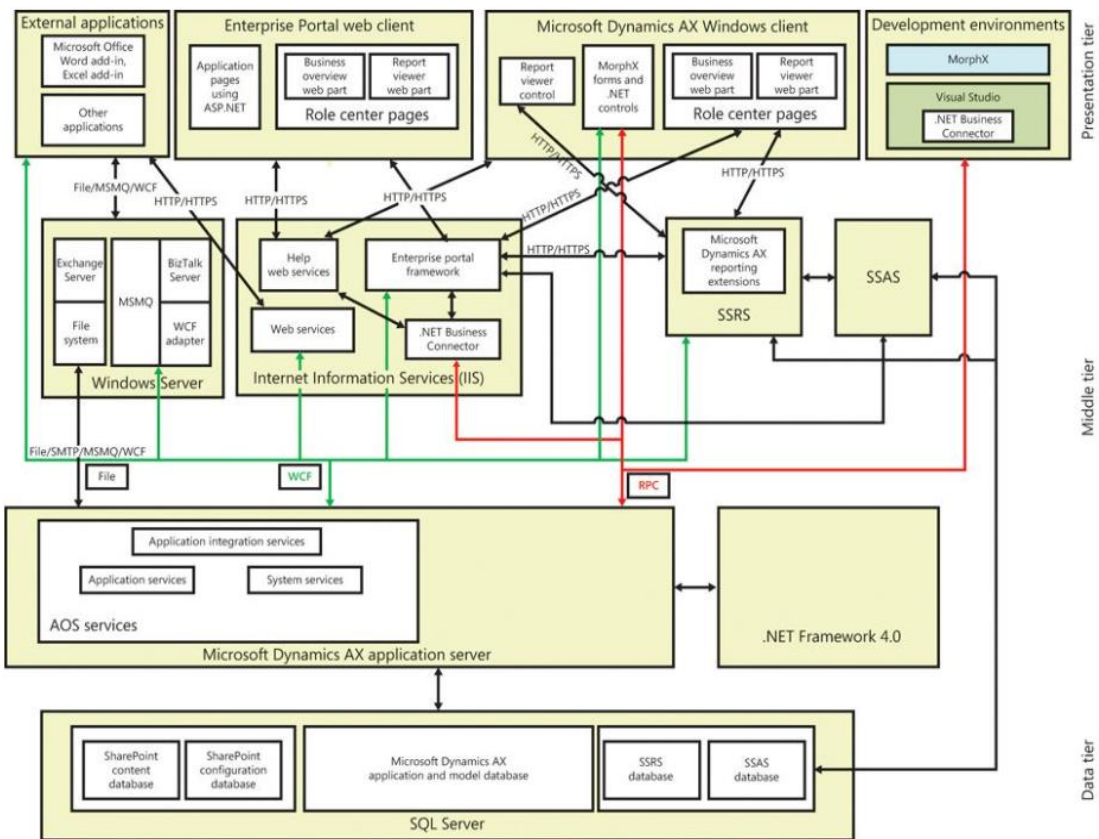 External applications
Microsoft Office
Word add-in,
Excel add-in
Other
applications
Enterprise Portal web client
Application
pages
using
ASP.NET
Business
overview
web part
Report
viewer
web part
Role center pages
Microsoft Dynamics AX Windows client
Report
viewer
control
MorphX
forms and
.NET
controls
Business
overview
web part
Report
viewer
web part
Role center pages
Development environments
MorphX
Visual Studio
.NET Business
Connector
Presentation tier
File/MSMQ/WCF
HTTP/HTTPS
HTTP/HTTPS
HTTP/HTTPS
HTTP/HTTPS
HTTP/HTTPS
HTTP/HTTPS
HTTP/HTTPS
Exchange
Server
File
system
MSMQ
BizTalk
Server
WCF
adapter
Windows Server
Help
web services
Enterprise portal
framework
Web services
.NET Business
Connector
Internet Information Services (IIS)
Microsoft
Dynamics AX
reporting
extensions
SSRS
SSAS
Middle tier
File/SMTP/MSMQ/WCF
File
WCF
RPC
Application integration services
Application services
System services
AOS services
Microsoft Dynamics AX application server
.NET Framework 4.0
SharePoint
content
database
SharePoint
configuration
database
Microsoft Dynamics AX
application and model database
SSRS
database
SSAS
database
SQL Server
Data tier